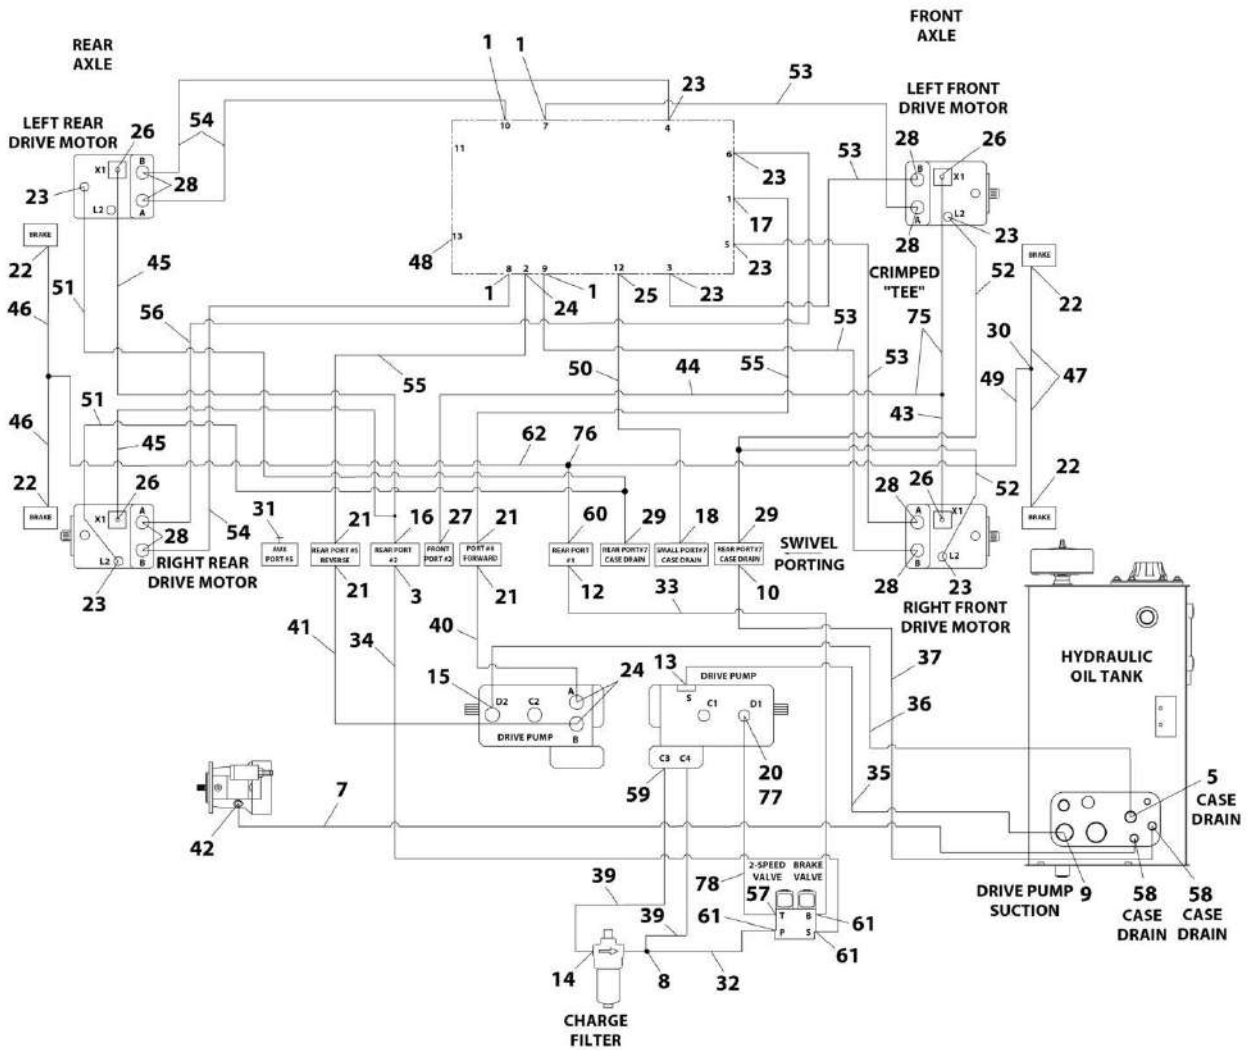 FRONT
AXLE
REAR
AXLE
1
1
53
23
LEFT FRONT
DRIVE MOTOR
LEFT REAR
DRIVE MOTOR
26
54
10
7
4
28
26
11
6
53
B
X1
23
28
A
L2
23
B
X1
A
L2
28
23
1
17
BRAKE
22
13
48
S
23
CRIMPED
"TEE"
52
BRAKE
22
45
51
46
56
8
2
9
12
3
1
24
1
25
23
53
75
30
55
50
44
55
53
49
47
43
46
51
45
62
76
52
22
BRAKE
26
X1
A
28
B
L2
23
54
RIGHT REAR
DRIVE MOTOR
31
21
16
27
21
60
29
18
29
AUX
PORT #6
REAR PORT #5
REVERSE
REAR PORT
#2
FRONT
PORT #2
PORT #8
FORWARD
REAR PORT
#1
REAR PORT#7
CASE DRAIN
SMALL PORT#7
CASE DRAIN
REAR PORT#7
CASE DRAIN
SWIVEL
PORTING
28
26
A
X1
B
L2
28
23
22
BRAKE
RIGHT FRONT
DRIVE MOTOR
21
3
21
12
33
10
41
34
40
37
HYDRAULIC
OIL TANK
15
24
13
DRIVE PUMP
36
D2
C2
A
B
DRIVE PUMP
S
C1
D1
C3
C4
59
20
77
35
5
CASE
DRAIN
7
42
39
39
78
2-SPEED
VALVE
BRAKE
VALVE
57
61
T
B
P
S
61
61
DRIVE PUMP
SUCTION
9
58
CASE
DRAIN
58
CASE
DRAIN
14
8
32
CHARGE
FILTER